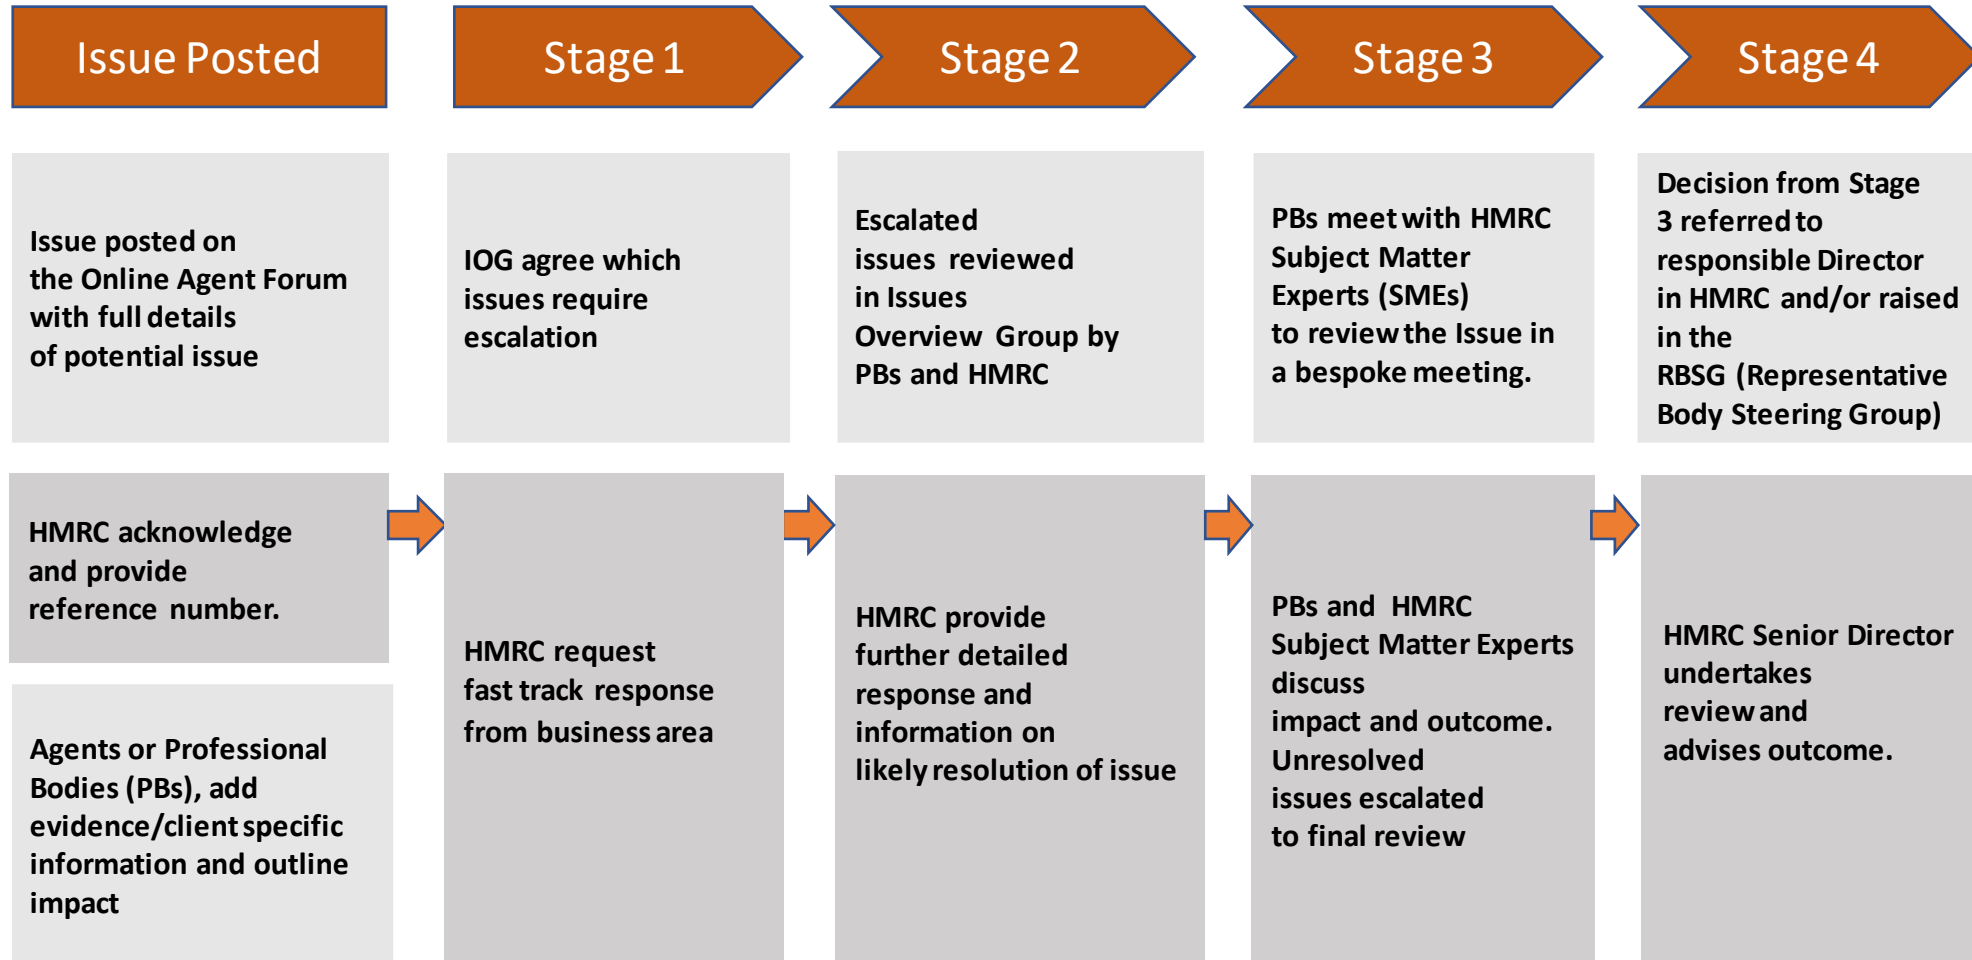 Issue Posted
Stage 1
Stage 2
Stage 3
Stage 4
Issue posted on
the Online Agent Forum
with full details
of potential issue
IOG agree which
issues require
escalation
Escalated
issues reviewed
in Issues
Overview Group by
PBs and HMRC
PBs meet with HMRC
Subject Matter
Experts (SMEs)
to review the Issue in
a bespoke meeting.
Decision from Stage
3 referred to
responsible Director
in HMRC and/or raised
in the
RBSG (Representative
Body Steering Group)
HMRC acknowledge
and provide
reference number.
Agents or Professional
Bodies (PBs), add
evidence/client specific
information and outline
impact
HMRC request
fast track response
from business area
HMRC provide
further detailed
response and
information on
likely resolution of issue
PBs and HMRC
Subject Matter Experts
discuss
impact and outcome.
Unresolved
issues escalated
to final review
HMRC Senior Director
undertakes
review and
advises outcome.